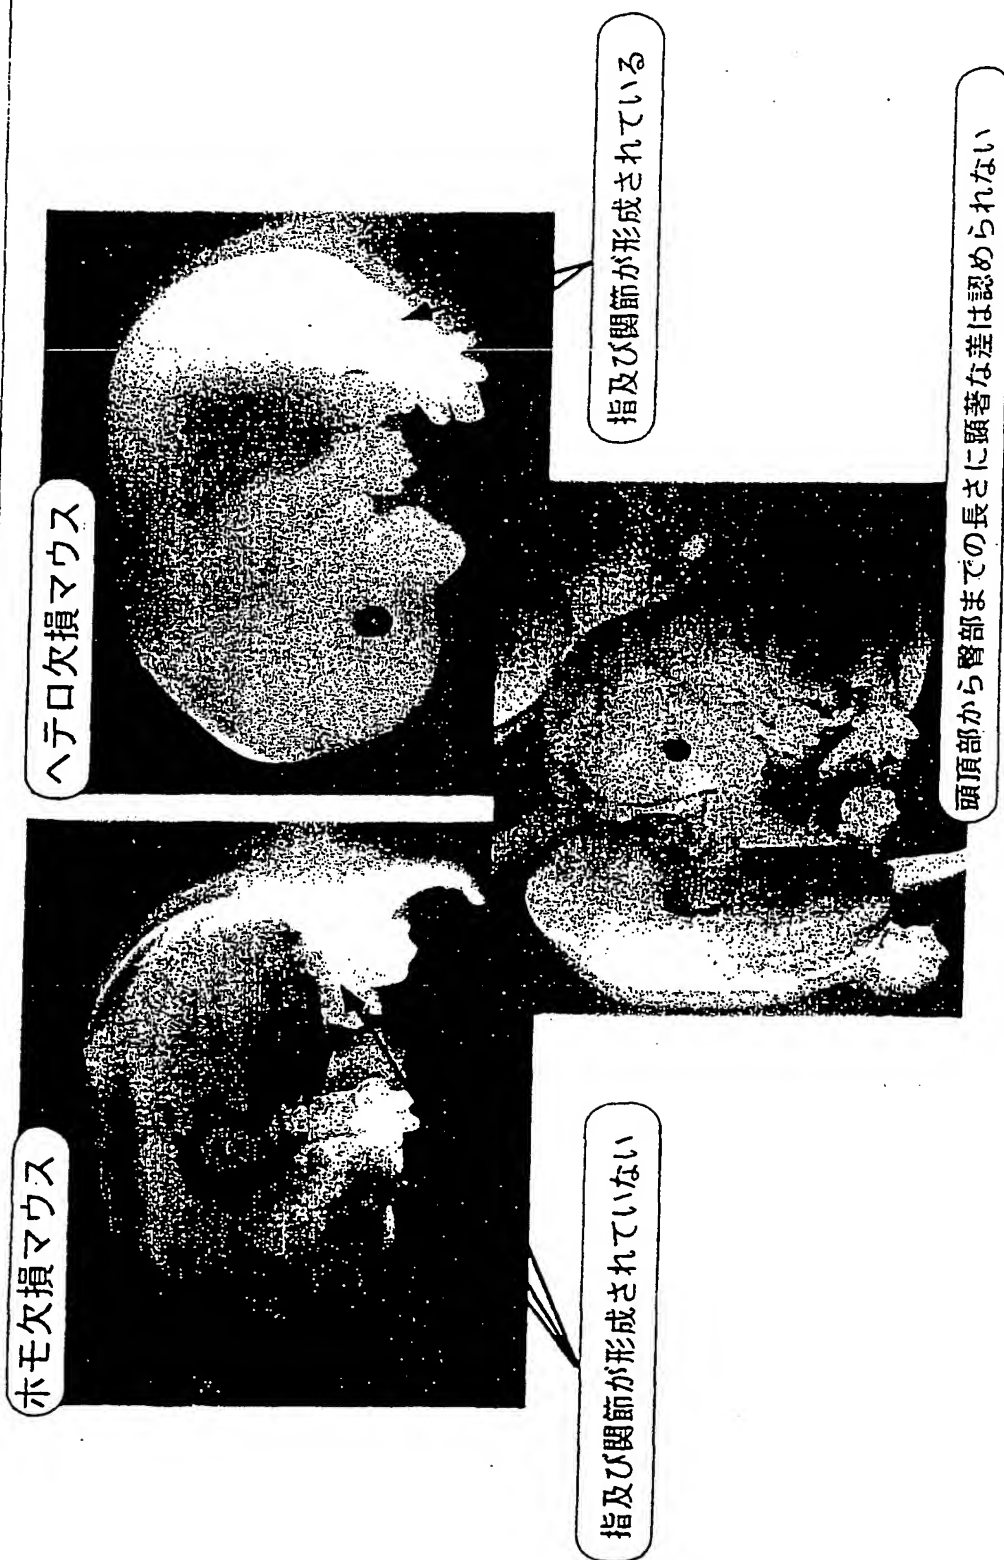 ホモ欠損マウス
ヘテロ欠損マウス
指及び関節が形成されていない
指及び関節が形成されている
頭頂部から臀部までの長さに顕著な差は認められない